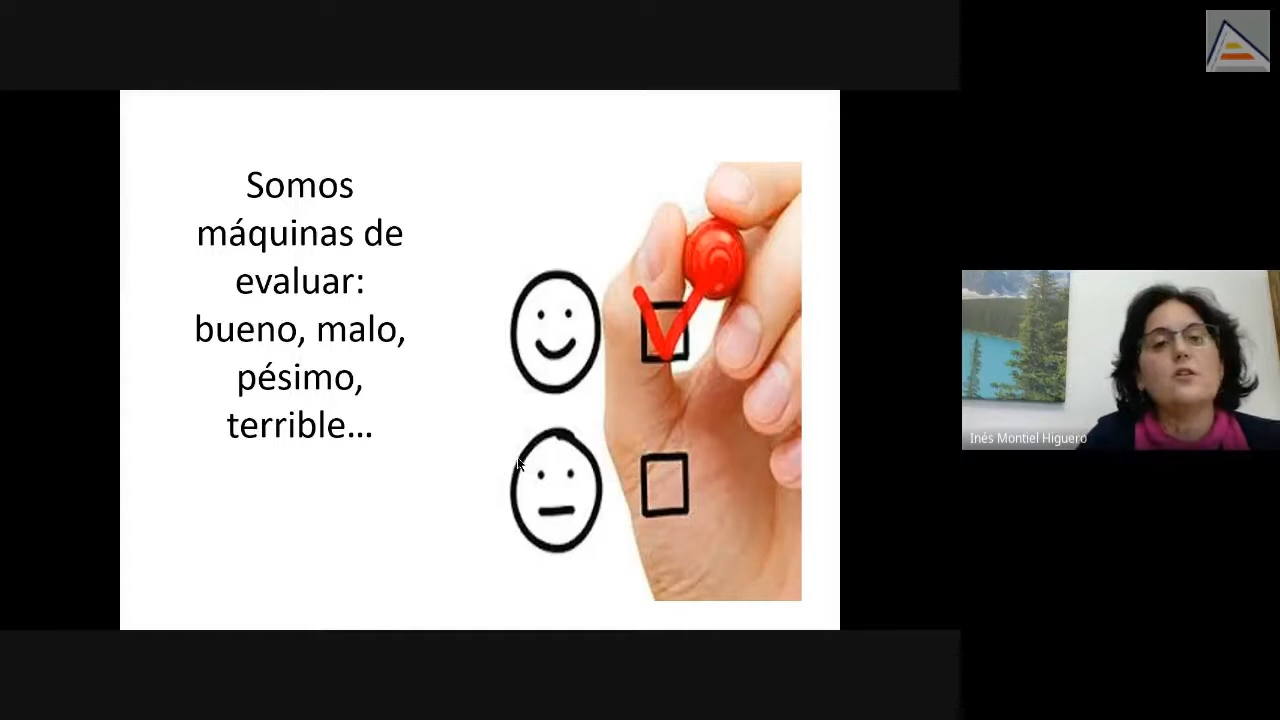 Somos
máquinas de
evaluar:
bueno, malo,
pésimo,
terrible...
Inés Montiel Higuero